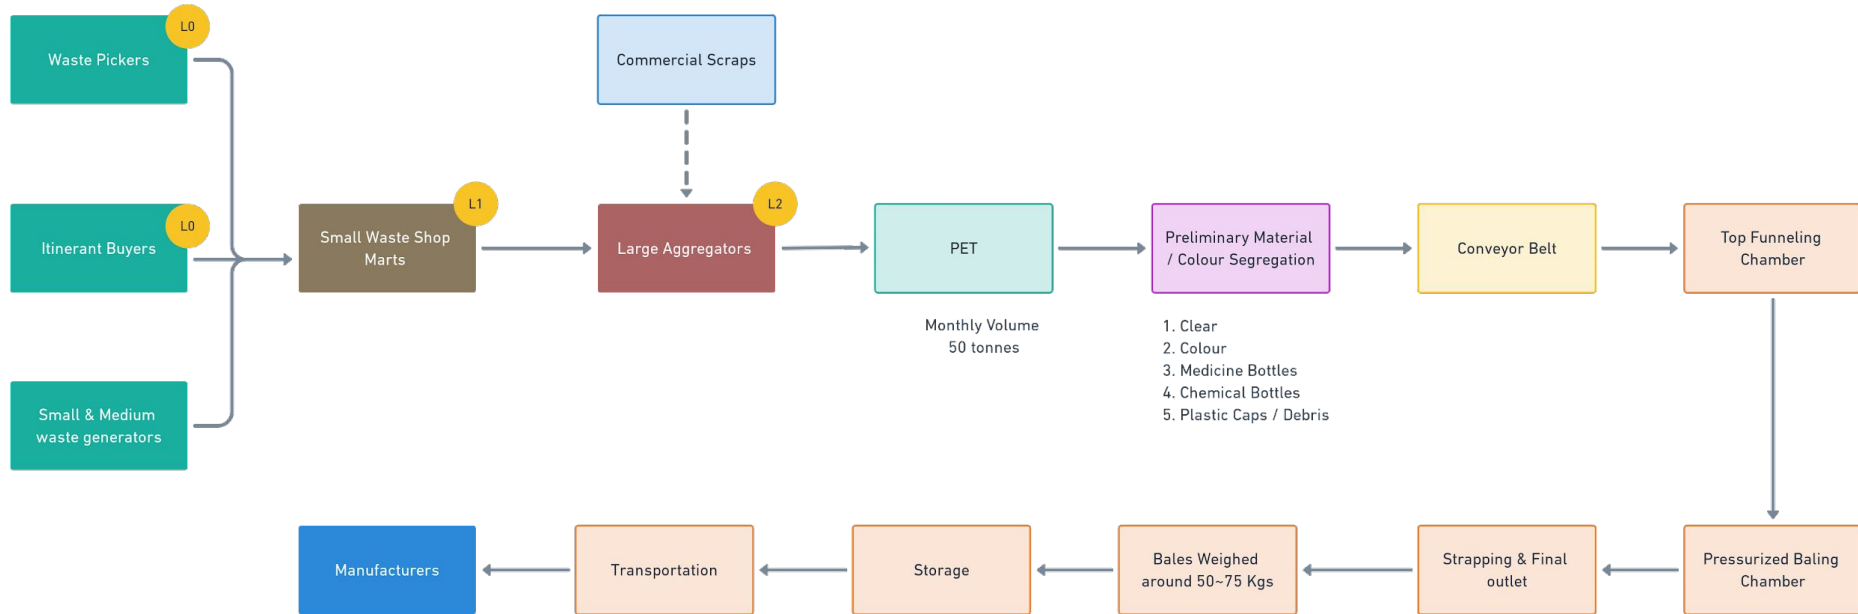 L0
Waste Pickers
Commercial Scraps
L0
Itinerant Buyers
L1
Small Waste Shop
Marts
L2
Large Aggregators
PET
Monthly Volume
50 tonnes
Preliminary Material
/ Colour Segregation
1. Clear
2. Colour
3. Medicine Bottles
4. Chemical Bottles
5. Plastic Caps / Debris
Conveyor Belt
Top Funneling
Chamber
Small & Medium
waste generators
Manufacturers
Transportation
Storage
Bales Weighed
around 50~75 Kgs
Strapping & Final
outlet
Pressurized Baling
Chamber